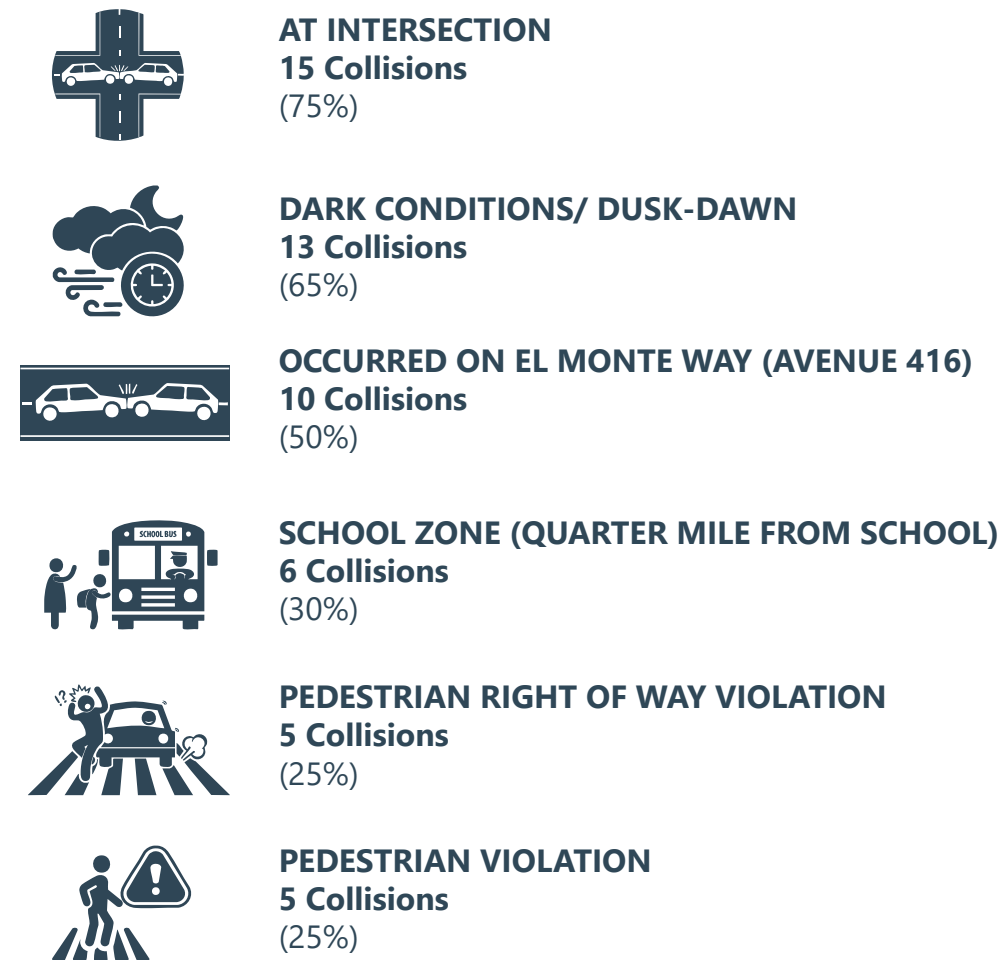 AT INTERSECTION
15 Collisions
(75%)
DARK CONDITIONS/ DUSK-DAWN
13 Collisions
(65%)
OCCURRED ON EL MONTE WAY (AVENUE 416)
10 Collisions
(50%)
SCHOOL BUS
SCHOOL ZONE (QUARTER MILE FROM SCHOOL)
6 Collisions
(30%)
!?
PEDESTRIAN RIGHT OF WAY VIOLATION
5 Collisions
(25%)
!
PEDESTRIAN VIOLATION
5 Collisions
(25%)